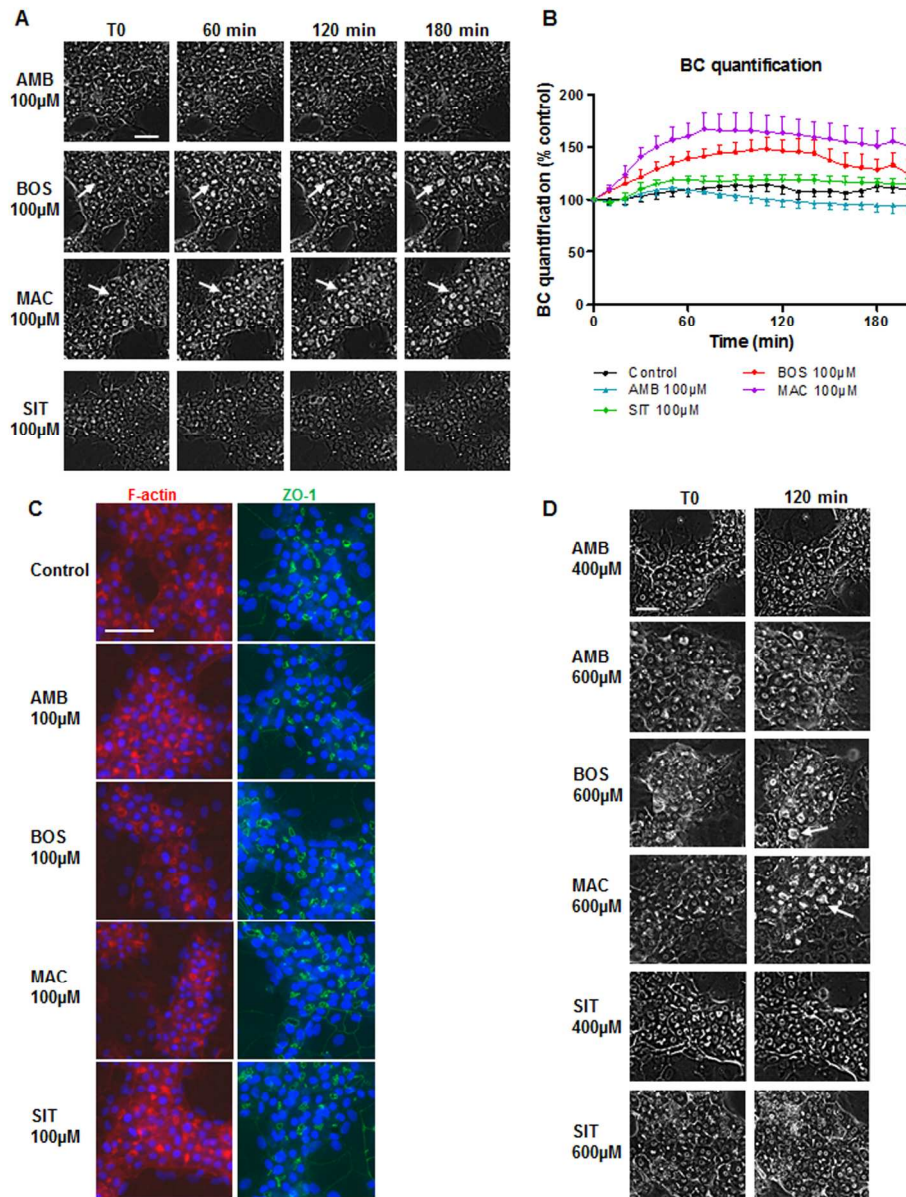 A
T0 60 min 120 min 180 min
AMB
100µM
BOS
100µM
MAC
100µM
SIT
100µM
B
BC quantification
BC quantification (% control)
200
150
100
50
0
0 60 120 180
Time (min)
Control BOS 100µM
AMB 100µM MAC 100µM
SIT 100µM
C
F-actin ZO-1
Control
AMB
100µM
BOS
100µM
MAC
100µM
SIT
100µM
D
T0 120 min
AMB
400µM
AMB
600µM
BOS
600µM
MAC
600µM
SIT
400µM
SIT
600µM